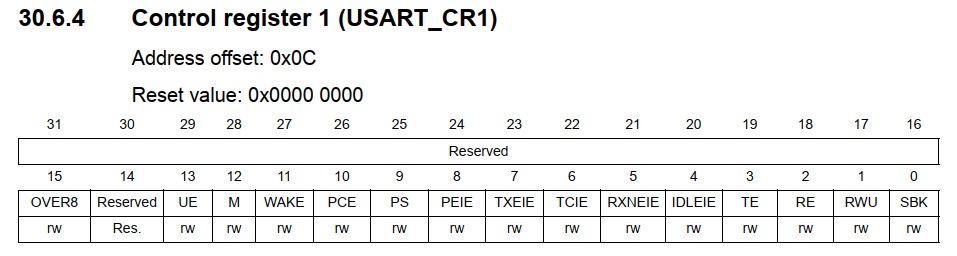 30.6.4 Control register 1 (USART_CR1)
Address offset: 0x0C
Reset value: 0x0000 0000
31 30 29 28 27 26 25 24 23 22 21 20 19 18 17 16
Reserved
15 14 13 12 11 10 9 8 7 6 5 4 3 2 1 0
OVER8 Reserved UE M WAKE PCE PS PEIE TXEIE TCIE RXNEIE IDLEIE TE RE RWU SBK
rw Res. rw rw rw rw rw rw rw rw rw rw rw rw rw rw